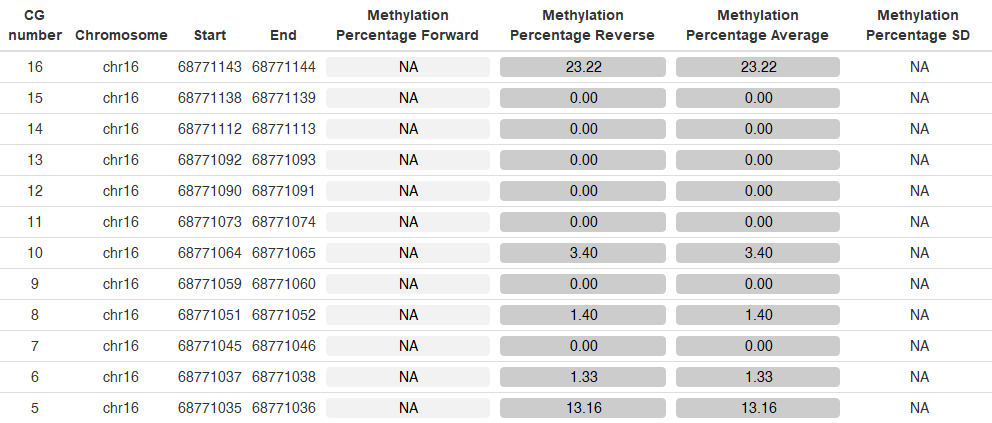 CG number Chromosome Start End Methylation Percentage Forward Methylation Percentage Reverse Methylation Percentage Average Methylation Percentage SD
16 chr16 68771143 68771144 NA 23.22 23.22 NA
15 chr16 68771138 68771139 NA 0.00 0.00 NA
14 chr16 68771112 68771113 NA 0.00 0.00 NA
13 chr16 68771092 68771093 NA 0.00 0.00 NA
12 chr16 68771090 68771091 NA 0.00 0.00 NA
11 chr16 68771073 68771074 NA 0.00 0.00 NA
10 chr16 68771064 68771065 NA 3.40 3.40 NA
9 chr16 68771059 68771060 NA 0.00 0.00 NA
8 chr16 68771051 68771052 NA 1.40 1.40 NA
7 chr16 68771045 68771046 NA 0.00 0.00 NA
6 chr16 68771037 68771038 NA 1.33 1.33 NA
5 chr16 68771035 68771036 NA 13.16 13.16 NA